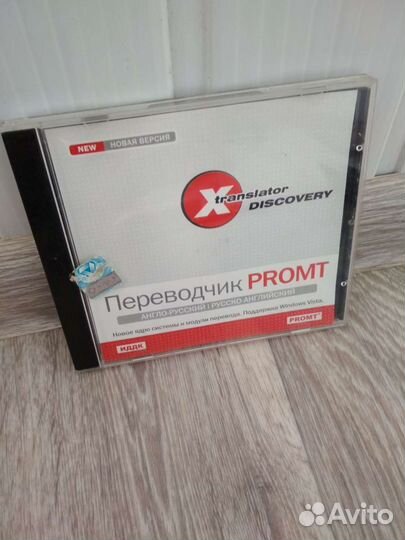 NEW НОВАЯ ВЕРСИЯ
X translator
DISCOVERY
Переводчик PROMT
АНГЛО-РУССКИЙ | РУССКО-АНГЛИЙСКИЙ
Новое ядро системы и модули перевода. Поддержка Windows Vista.
ИДДК
PROMT
Avito